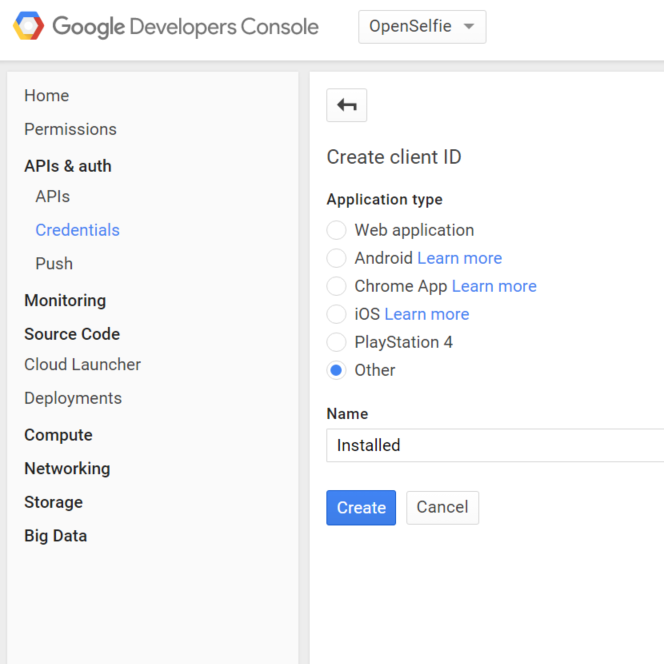 Google Developers Console
OpenSelfie
Home
Permissions
APIs & auth
APIs
Credentials
Push
Monitoring
Source Code
Cloud Launcher
Deployments
Compute
Networking
Storage
Big Data
Create client ID
Application type
Web application
Android Learn more
Chrome App Learn more
iOS Learn more
PlayStation 4
Other
Name
Installed
Create
Cancel